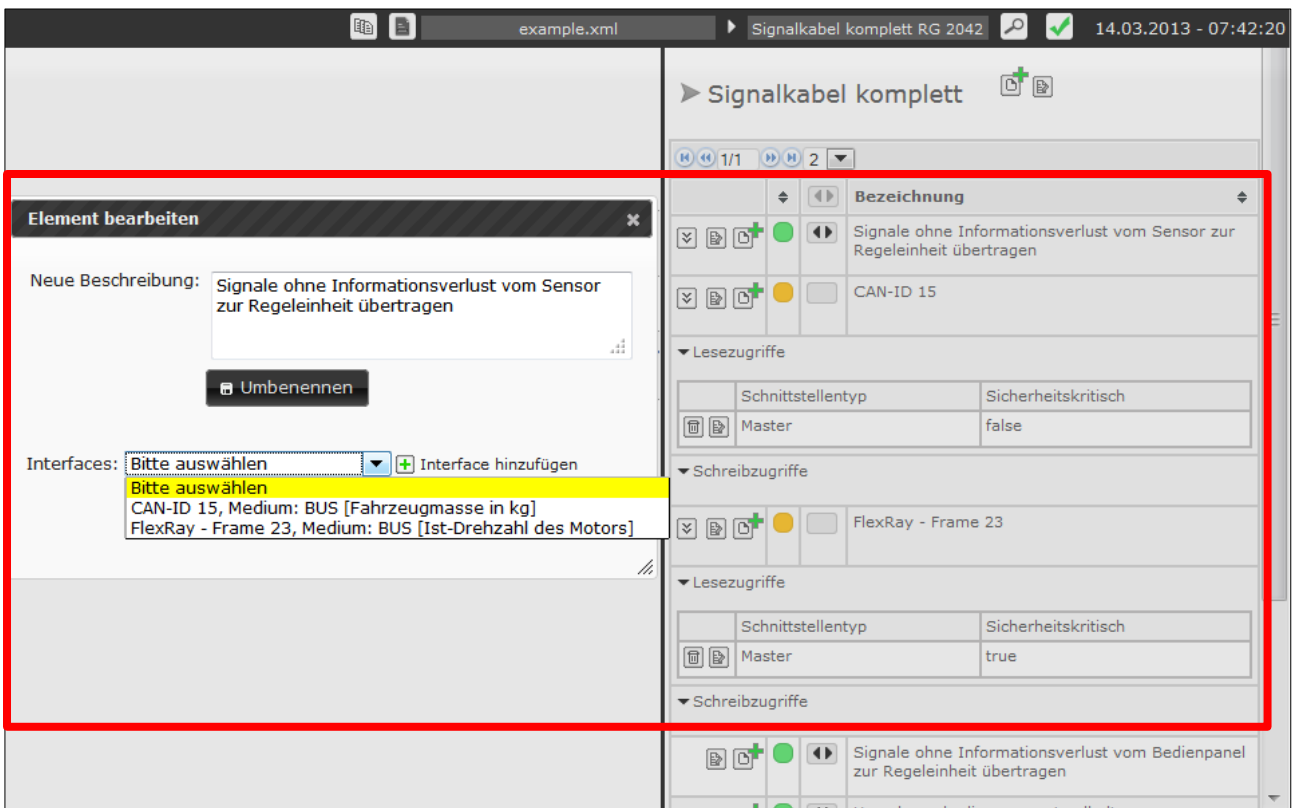 example.xml
Signalkabel komplett RG 2042
14.03.2013 - 07:42:20
Signalkabel komplett
1/1
2
Element bearbeiten
Neue Beschreibung:
Signale ohne Informationsverlust vom Sensor
zur Regeleinheit übertragen
Umbenennen
Interfaces:
Bitte auswählen
Interface hinzufügen
Bitte auswählen
CAN-ID 15, Medium: BUS [Fahrzeugmasse in kg]
FlexRay - Frame 23, Medium: BUS [Ist-Drehzahl des Motors]
Bezeichnung
Signale ohne Informationsverlust vom Sensor zur
Regeleinheit übertragen
CAN-ID 15
Lesezugriffe
Schnittstellentyp Sicherheitskritisch
Master false
Schreibzugriffe
FlexRay - Frame 23
Lesezugriffe
Schnittstellentyp Sicherheitskritisch
Master true
Schreibzugriffe
Signale ohne Informationsverlust vom Bedienpanel
zur Regeleinheit übertragen